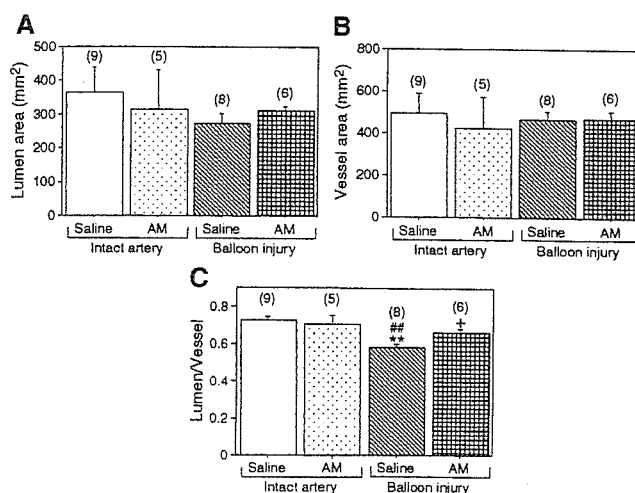 A
Lumen area (mm²)
500
400
300
200
100
0
(9) (5) (8) (6)
Saline AM Saline AM
Intact artery Balloon injury
B
Vessel area (mm²)
800
600
400
200
0
(9) (5) (8) (6)
Saline AM Saline AM
Intact artery Balloon injury
C
Lumen/Vessel
0.8
0.6
0.4
0.2
0
(9) (5) (8) (6)
## +
**
Saline AM Saline AM
Intact artery Balloon injury